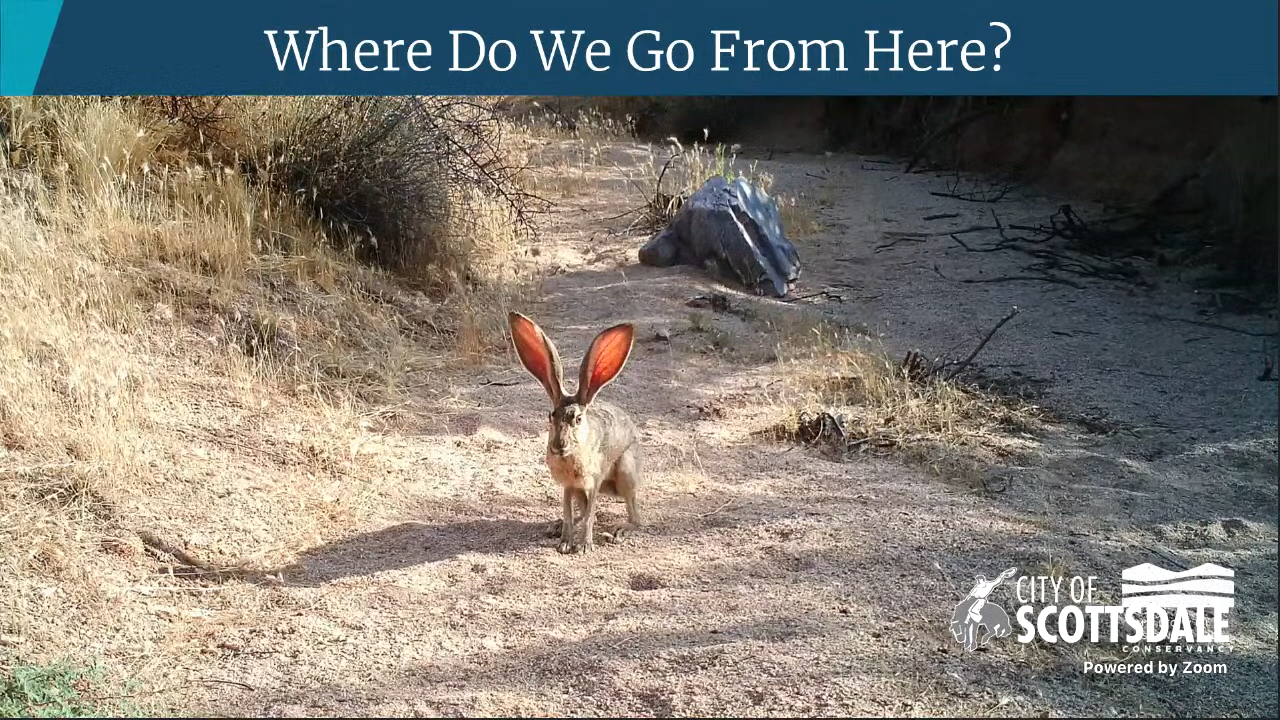 Where Do We Go From Here?
CITY OF
SCOTTSDALE
CONSERVANCY
Powered by Zoom